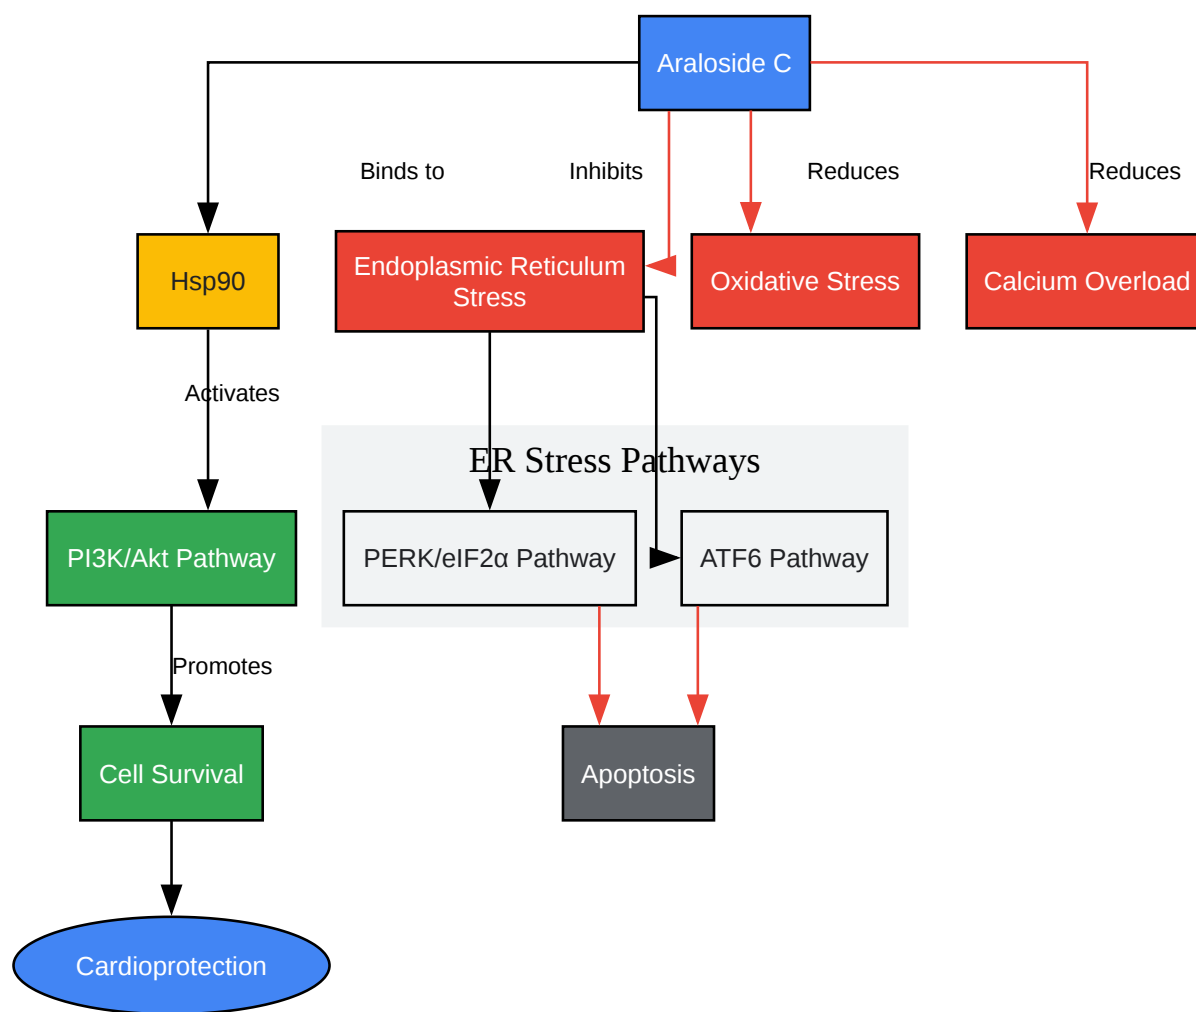 Araloside C
Binds to
Inhibits
Reduces
Reduces
Hsp90
Endoplasmic Reticulum
Stress
Oxidative Stress
Calcium Overload
Activates
ER Stress Pathways
PI3K/Akt Pathway
PERK/eIF2α Pathway
ATF6 Pathway
Promotes
Cell Survival
Apoptosis
Cardioprotection